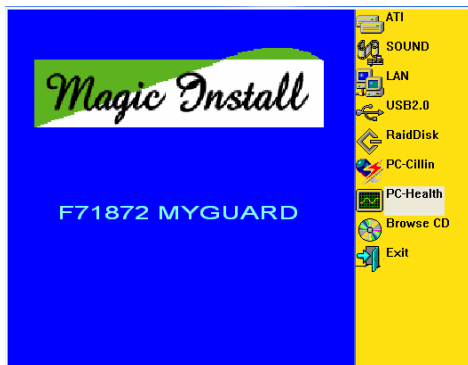 Magic Install
F71872 MYGUARD
ATI
SOUND
LAN
USB2.0
RaidDisk
PC-Cillin
PC-Health
Browse CD
Exit